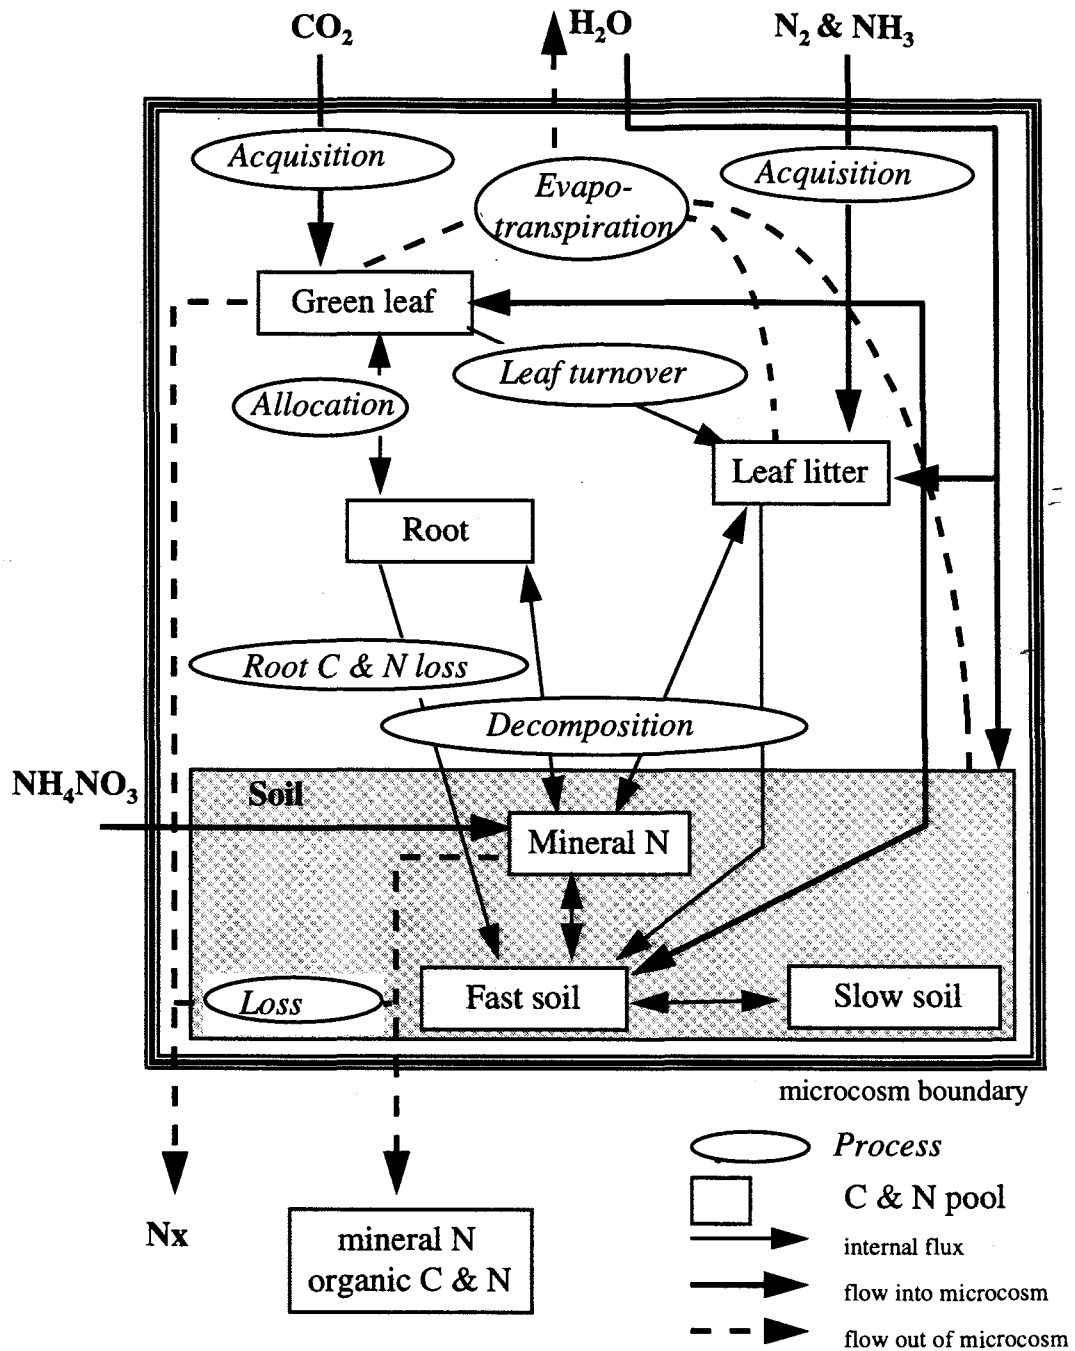 CO2
H2O
N2 & NH3
Acquisition
Evapo-
transpiration
Acquisition
Green leaf
Leaf turnover
Allocation
Leaf litter
Root
Root C & N loss
Decomposition
NH4NO3
Soil
Mineral N
Fast soil
Slow soil
Loss
microcosm boundary
Process
C & N pool
internal flux
flow into microcosm
flow out of microcosm
Nx
mineral N
organic C & N